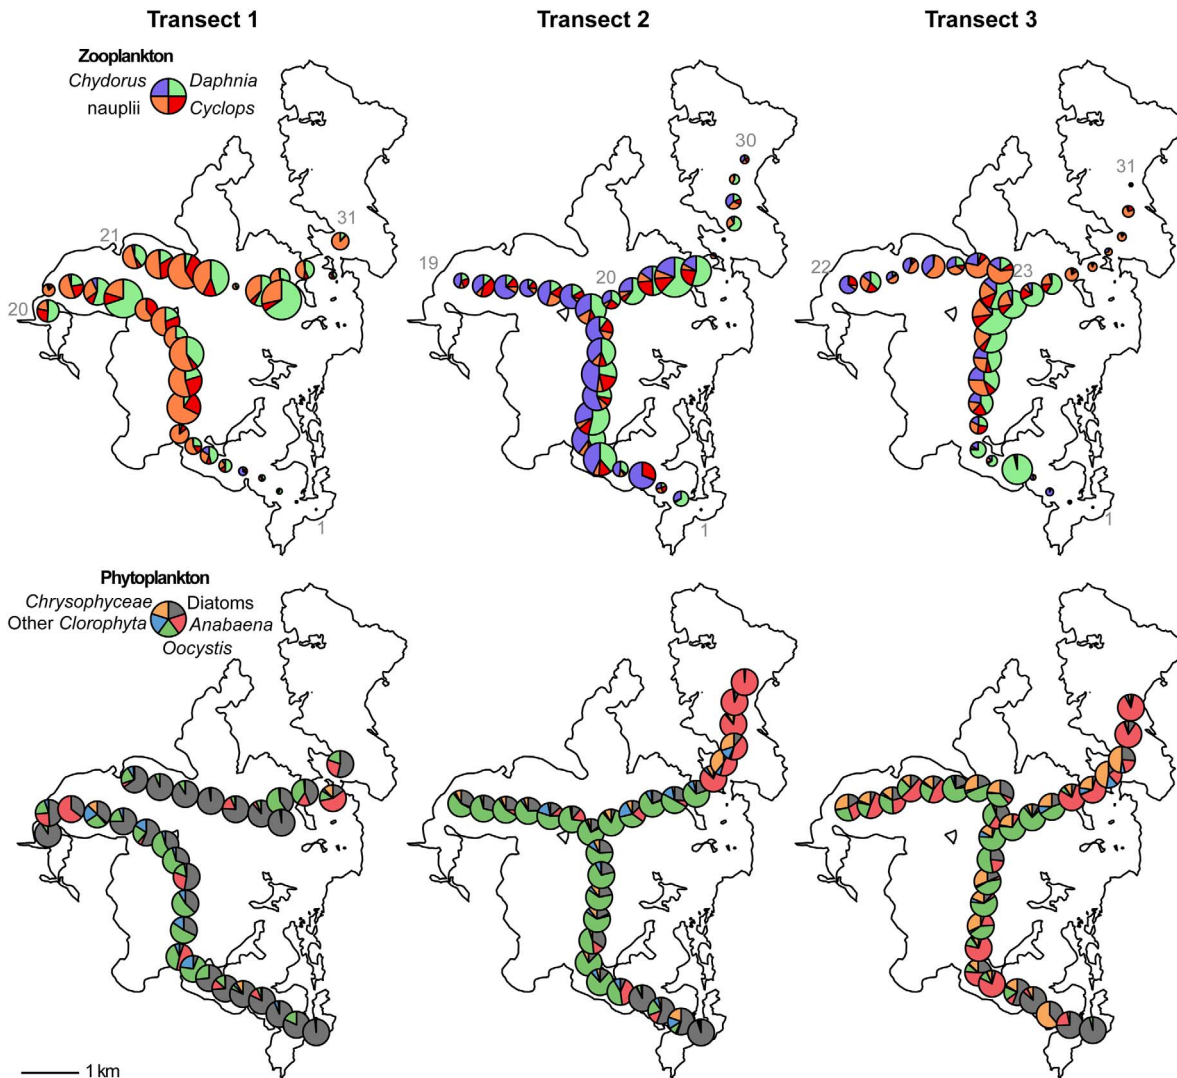 Transect 1
Transect 2
Transect 3
Zooplankton
Chydorus
Daphnia
nauplii
Cyclops
30
31
31
21
19
20
22
23
20
1
1
1
Phytoplankton
Chrysophyceae
Diatoms
Other Clorophyta
Anabaena
Oocystis
1 km